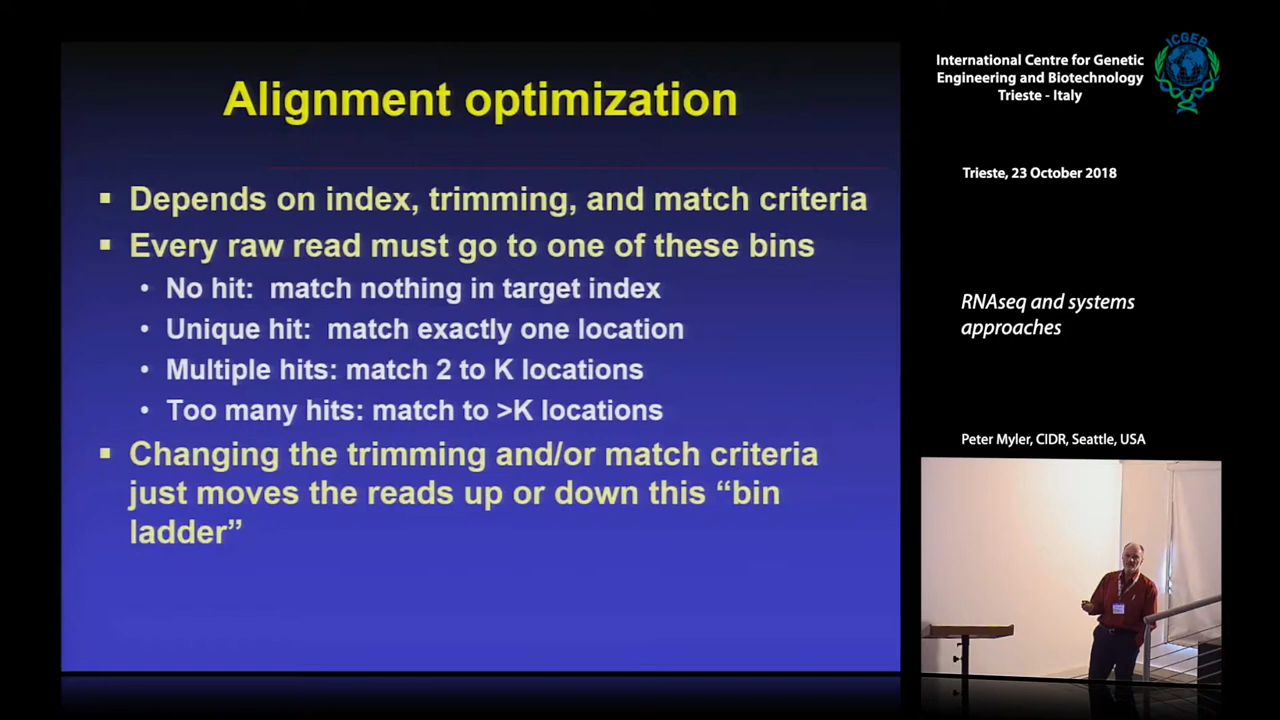 Alignment optimization
▪ Depends on index, trimming, and match criteria
▪ Every raw read must go to one of these bins
• No hit: match nothing in target index
• Unique hit: match exactly one location
• Multiple hits: match 2 to K locations
• Too many hits: match to >K locations
▪ Changing the trimming and/or match criteria
just moves the reads up or down this “bin
ladder”
International Centre for Genetic
Engineering and Biotechnology
Trieste - Italy
ICGEB
Trieste, 23 October 2018
RNAseq and systems
approaches
Peter Myler, CIDR, Seattle, USA